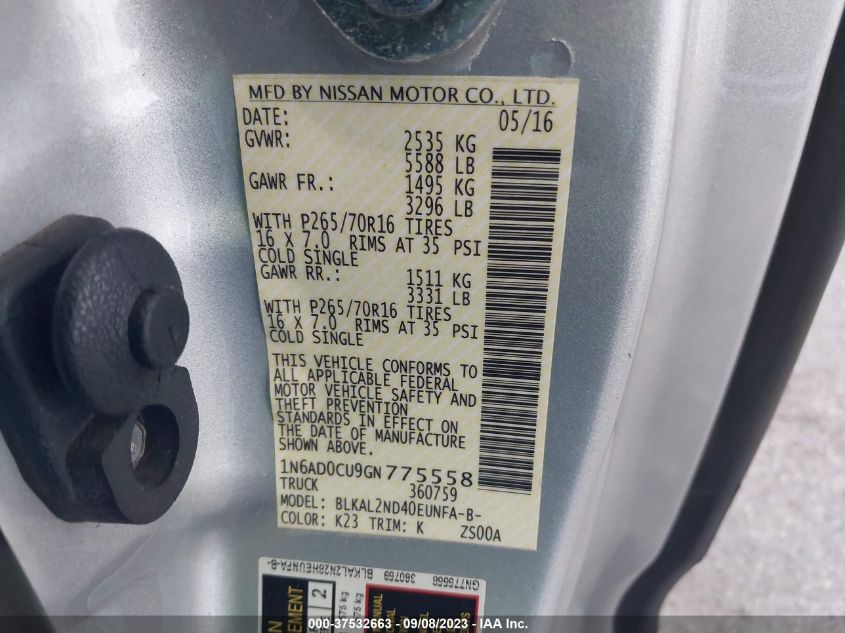 MFD BY NISSAN MOTOR CO., LTD.
DATE: 05/16
GVWR: 2535 KG
5588 LB
GAWR FR.: 1495 KG
3296 LB
WITH P265/70R16 TIRES
16 X 7.0 RIMS AT 35 PSI
COLD SINGLE
GAWR RR.: 1511 KG
3331 LB
WITH P265/70R16 TIRES
16 X 7.0 RIMS AT 35 PSI
COLD SINGLE
THIS VEHICLE CONFORMS TO
ALL APPLICABLE FEDERAL
MOTOR VEHICLE SAFETY AND
THEFT PREVENTION
STANDARDS IN EFFECT ON
THE DATE OF MANUFACTURE
SHOWN ABOVE.
1N6AD0CU9GN775558
TRUCK 360759
MODEL: BLKAL2ND40EUNFA-B-
COLOR: K23 TRIM: K ZS00A
GN775558 360759
2
000-37532663 - 09/08/2023 - IAA Inc.